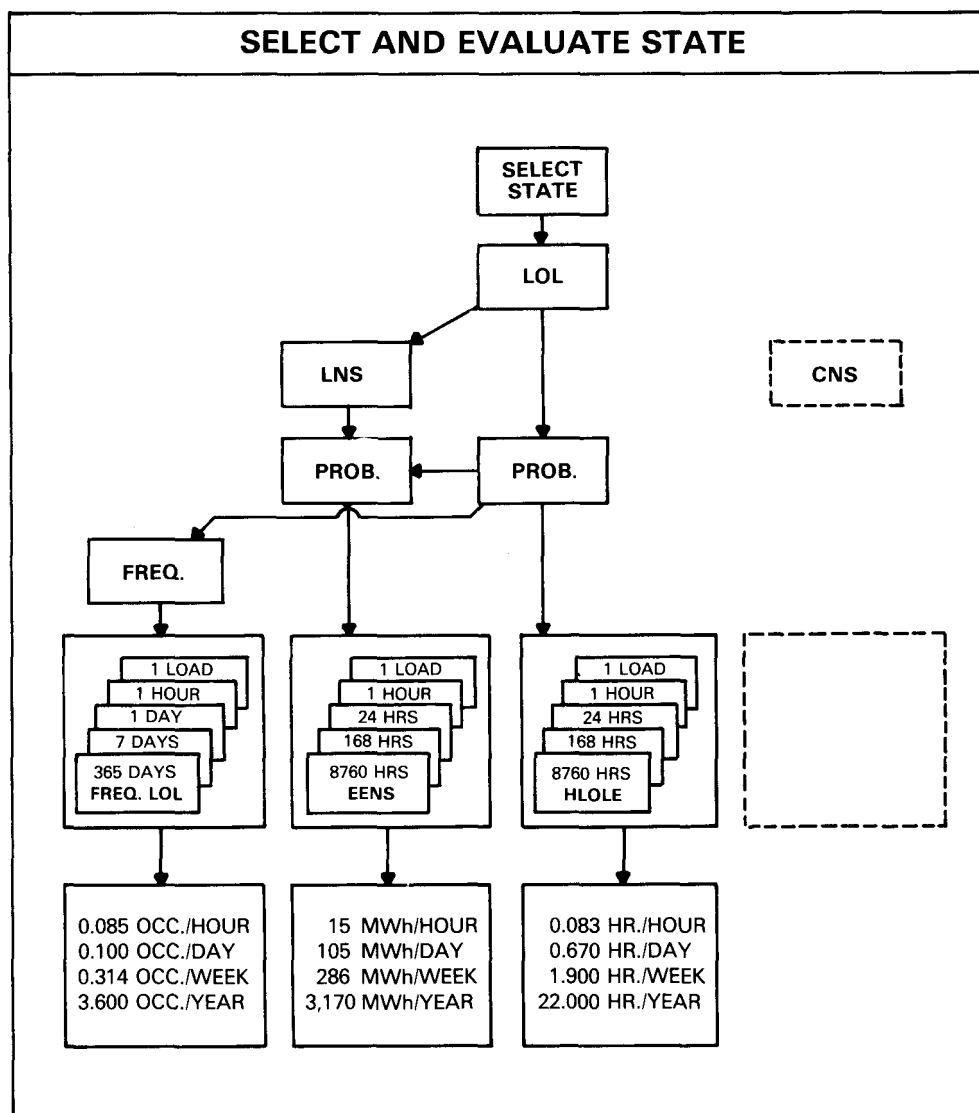 SELECT AND EVALUATE STATE
SELECT
STATE
LOL
LNS
CNS
PROB.
PROB.
FREQ.
1 LOAD
1 HOUR
1 DAY
7 DAYS
365 DAYS
FREQ. LOL
1 LOAD
1 HOUR
24 HRS
168 HRS
8760 HRS
EENS
1 LOAD
1 HOUR
24 HRS
168 HRS
8760 HRS
HLOLE
0.085 OCC./HOUR
0.100 OCC./DAY
0.314 OCC./WEEK
3.600 OCC./YEAR
15 MWh/HOUR
105 MWh/DAY
286 MWh/WEEK
3,170 MWh/YEAR
0.083 HR./HOUR
0.670 HR./DAY
1.900 HR./WEEK
22.000 HR./YEAR